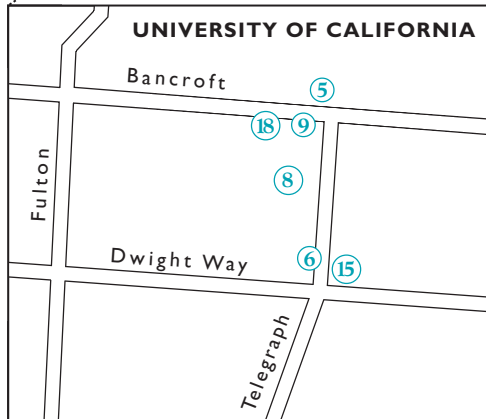 UNIVERSITY OF CALIFORNIA
Bancroft
5
18
9
Fulton
8
Dwight Way
6
15
Telegraph